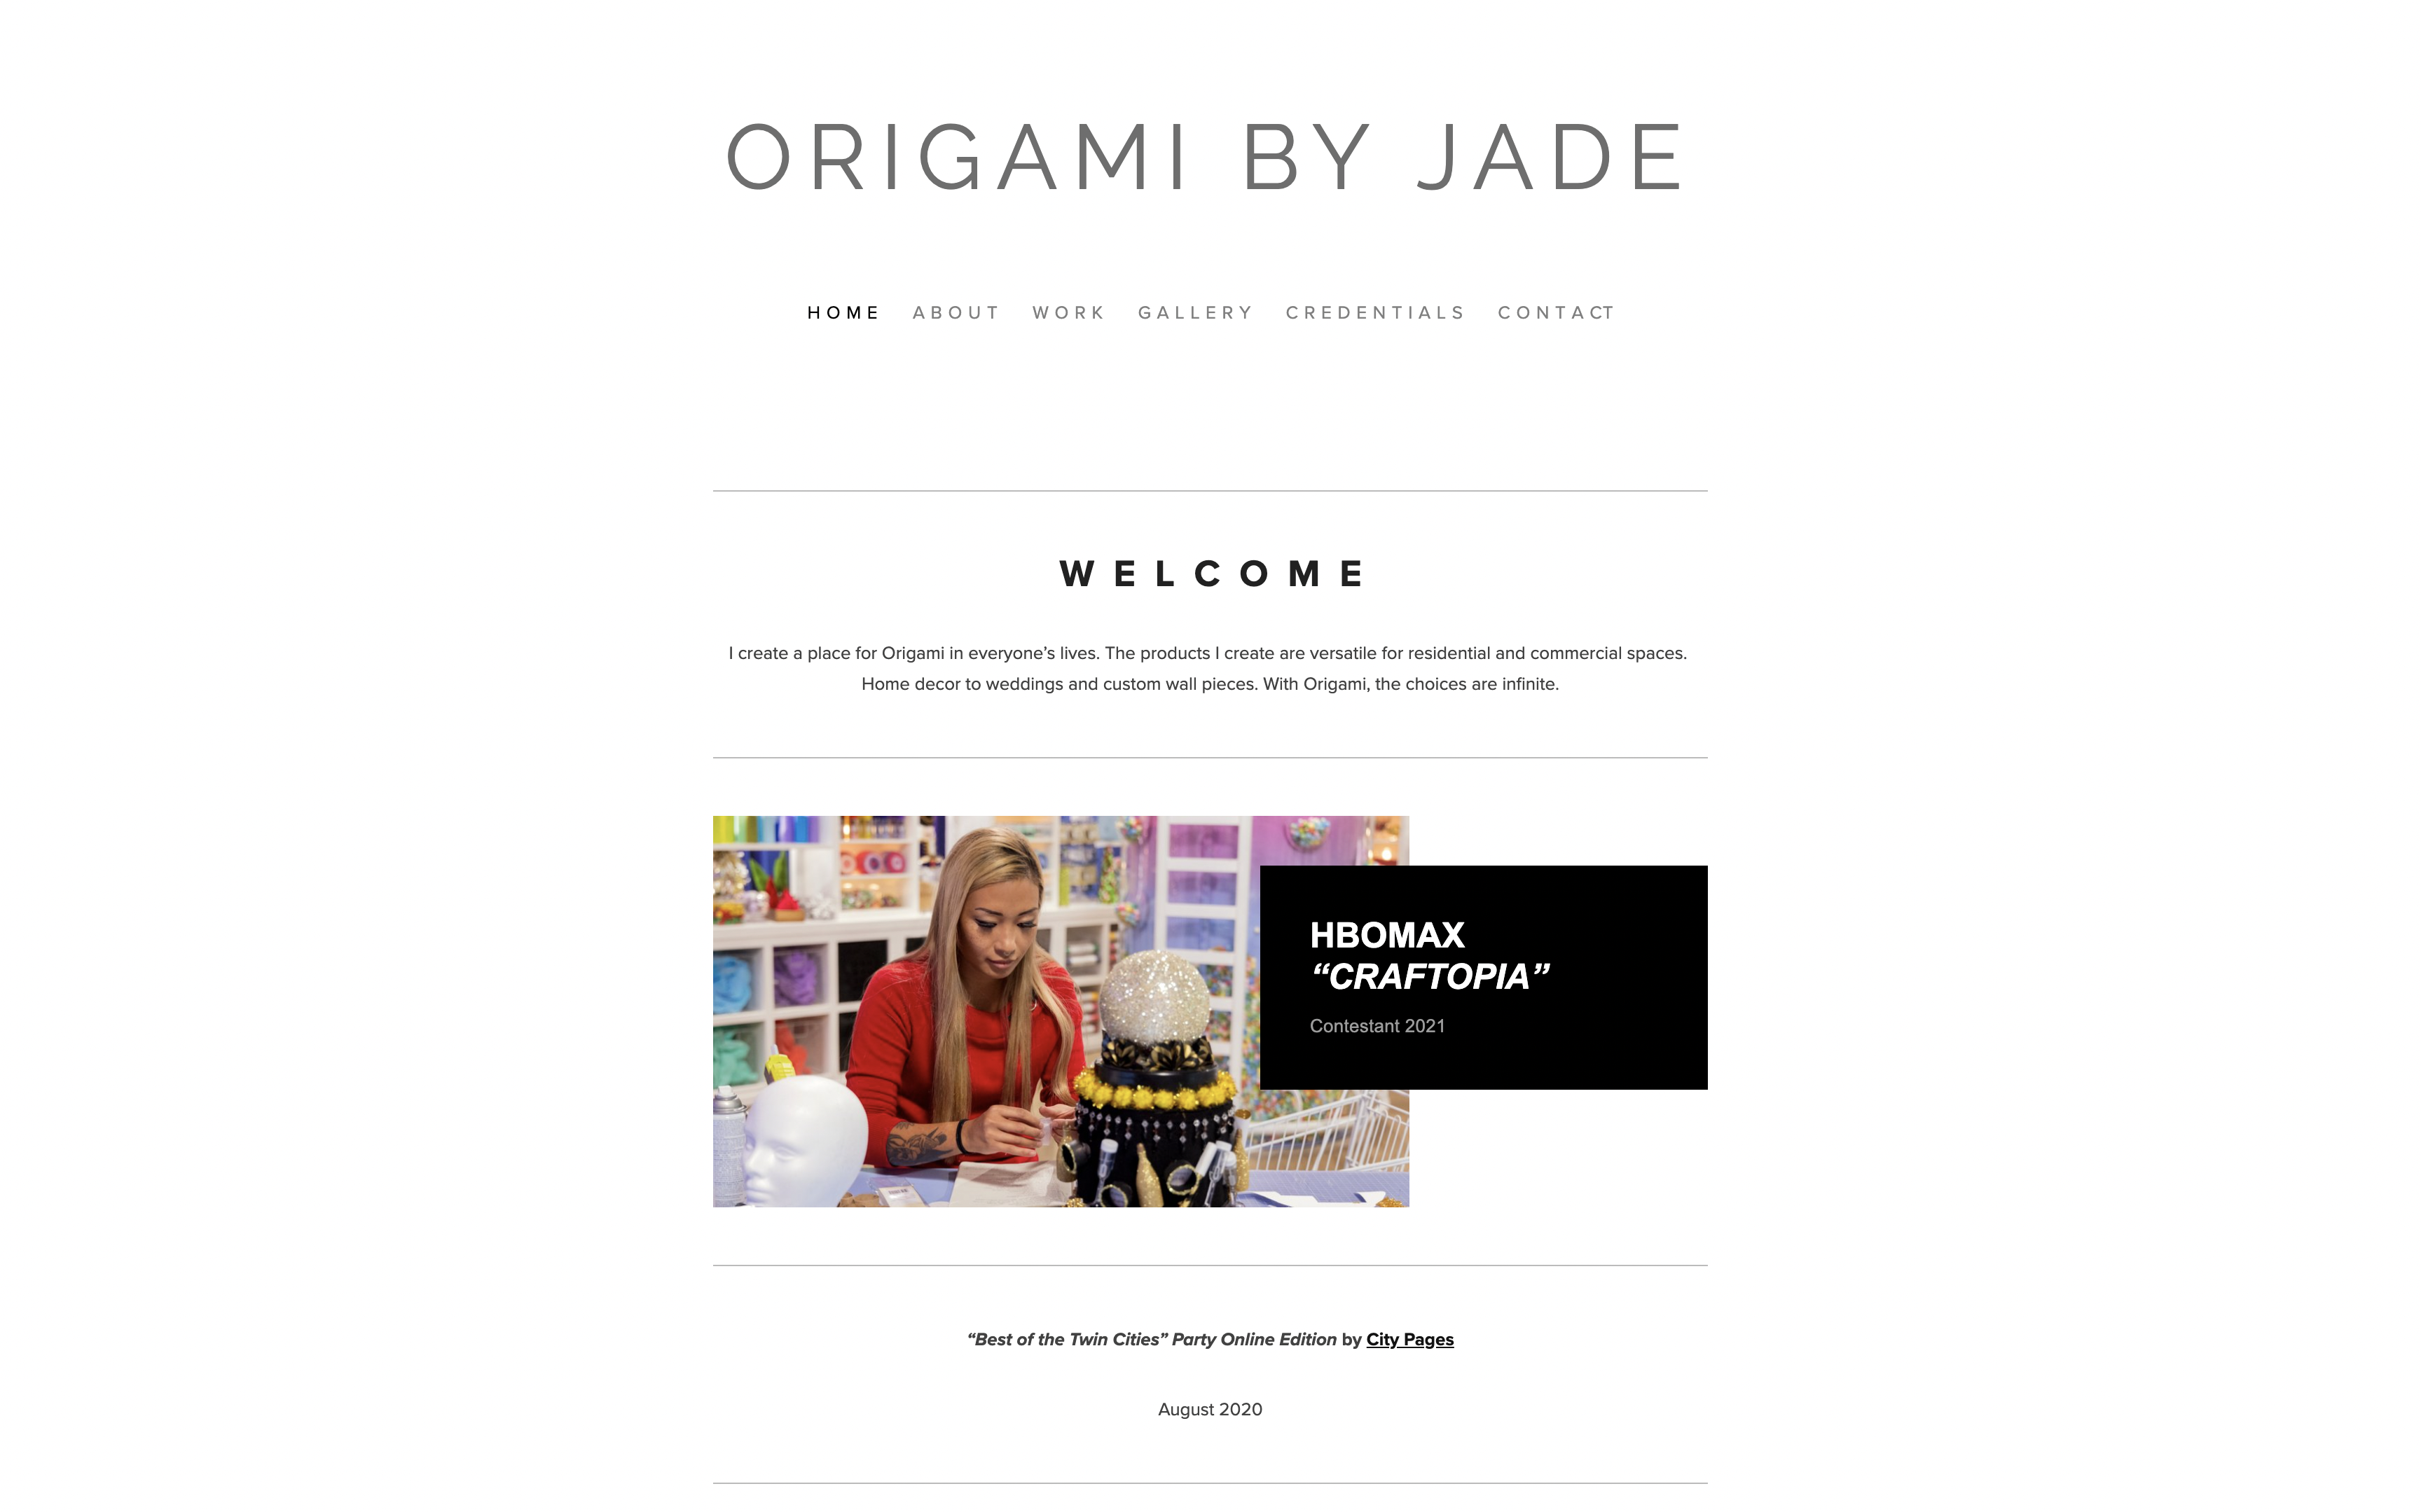 ORIGAMI BY JADE
HOME ABOUT WORK GALLERY CREDENTIALS CONTACT
WELCOME
I create a place for Origami in everyone’s lives. The products I create are versatile for residential and commercial spaces.
Home decor to weddings and custom wall pieces. With Origami, the choices are infinite.
HBOMAX
“CRAFTOPIA”
Contestant 2021
“Best of the Twin Cities” Party Online Edition by City Pages
August 2020